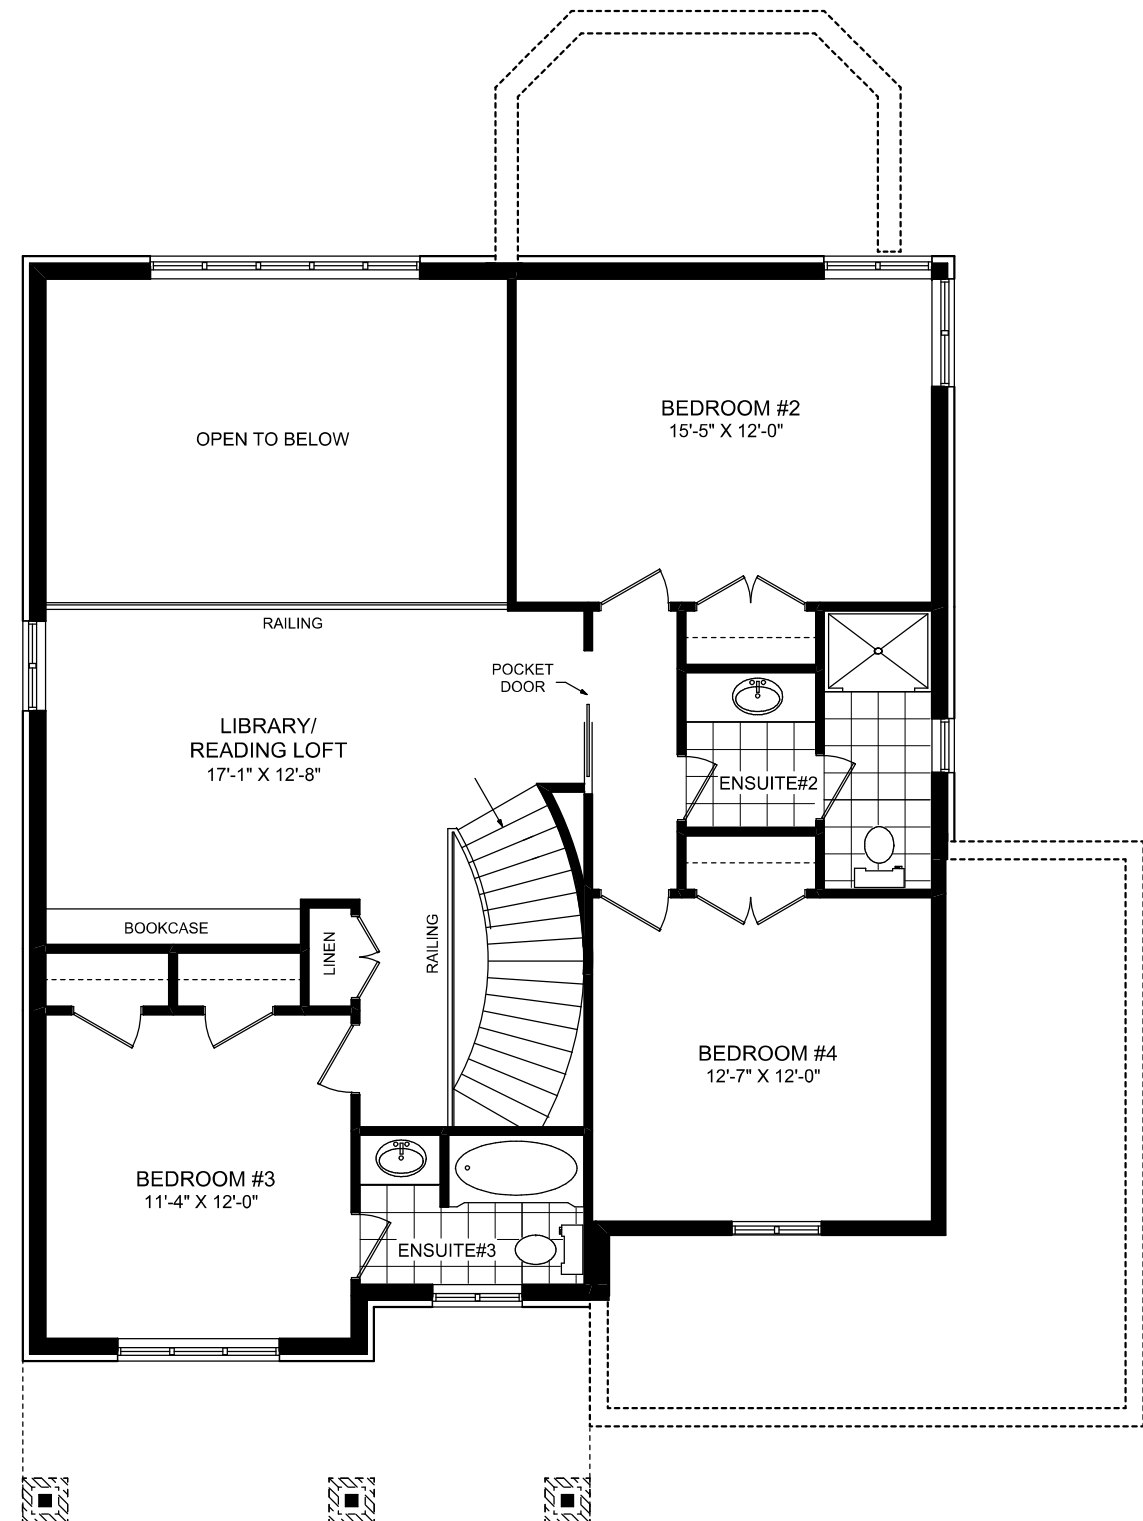 BEDROOM #2
15'-5" X 12'-0"
OPEN TO BELOW
RAILING
POCKET
DOOR
LIBRARY/
READING LOFT
17'-1" X 12'-8"
ENSUITE#2
BOOKCASE
LINEN
RAILING
BEDROOM #4
12'-7" X 12'-0"
BEDROOM #3
11'-4" X 12'-0"
ENSUITE#3